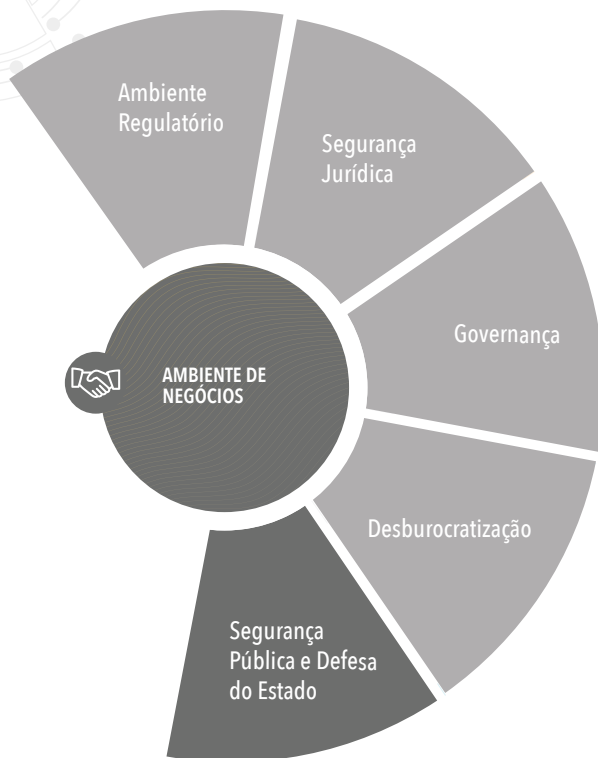 Ambiente
Regulatório
Segurança
Jurídica
Governança
AMBIENTE DE
NEGÓCIOS
Desburocratização
Segurança
Pública e Defesa
do Estado